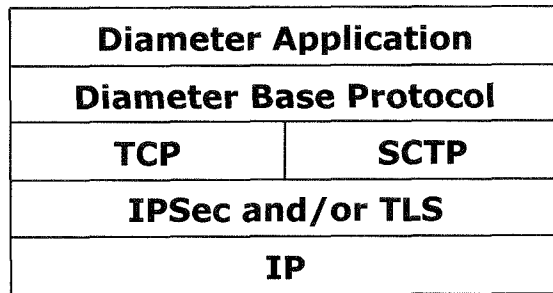 Diameter Application
Diameter Base Protocol
TCP SCTP
IPSec and/or TLS
IP